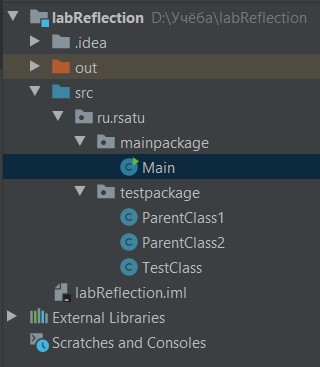 labReflection D:\Учёба\labReflection
.idea
out
src
ru.rsatu
mainpackage
Main
testpackage
ParentClass1
ParentClass2
TestClass
labReflection.iml
External Libraries
Scratches and Consoles